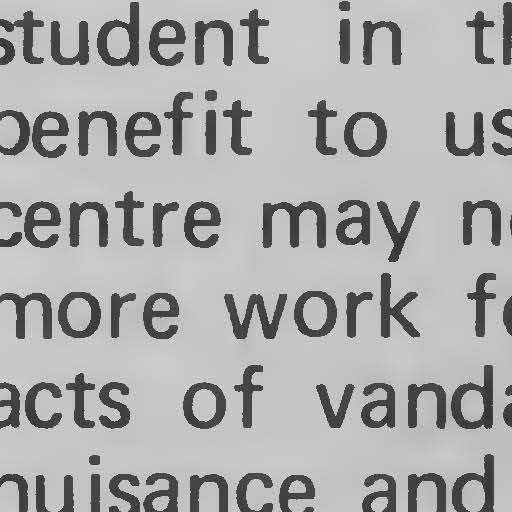 student in th
benefit to us
centre may no
more work fo
acts of vanda
nuisance and